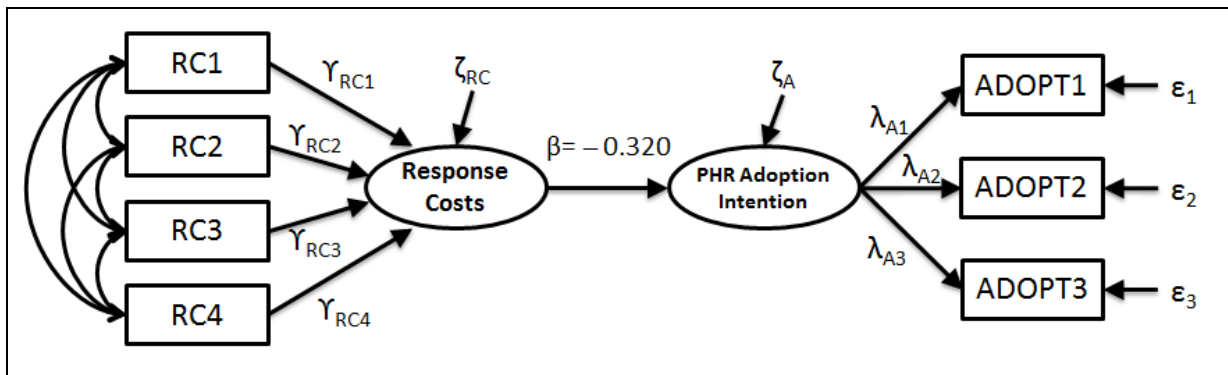 RC1
RC2
RC3
RC4
ϒRC1
ϒRC2
ϒRC3
ϒRC4
ζRC
Response
Costs
β= – 0.320
ζA
PHR Adoption
Intention
λA1
λA2
λA3
ADOPT1
ADOPT2
ADOPT3
ε1
ε2
ε3